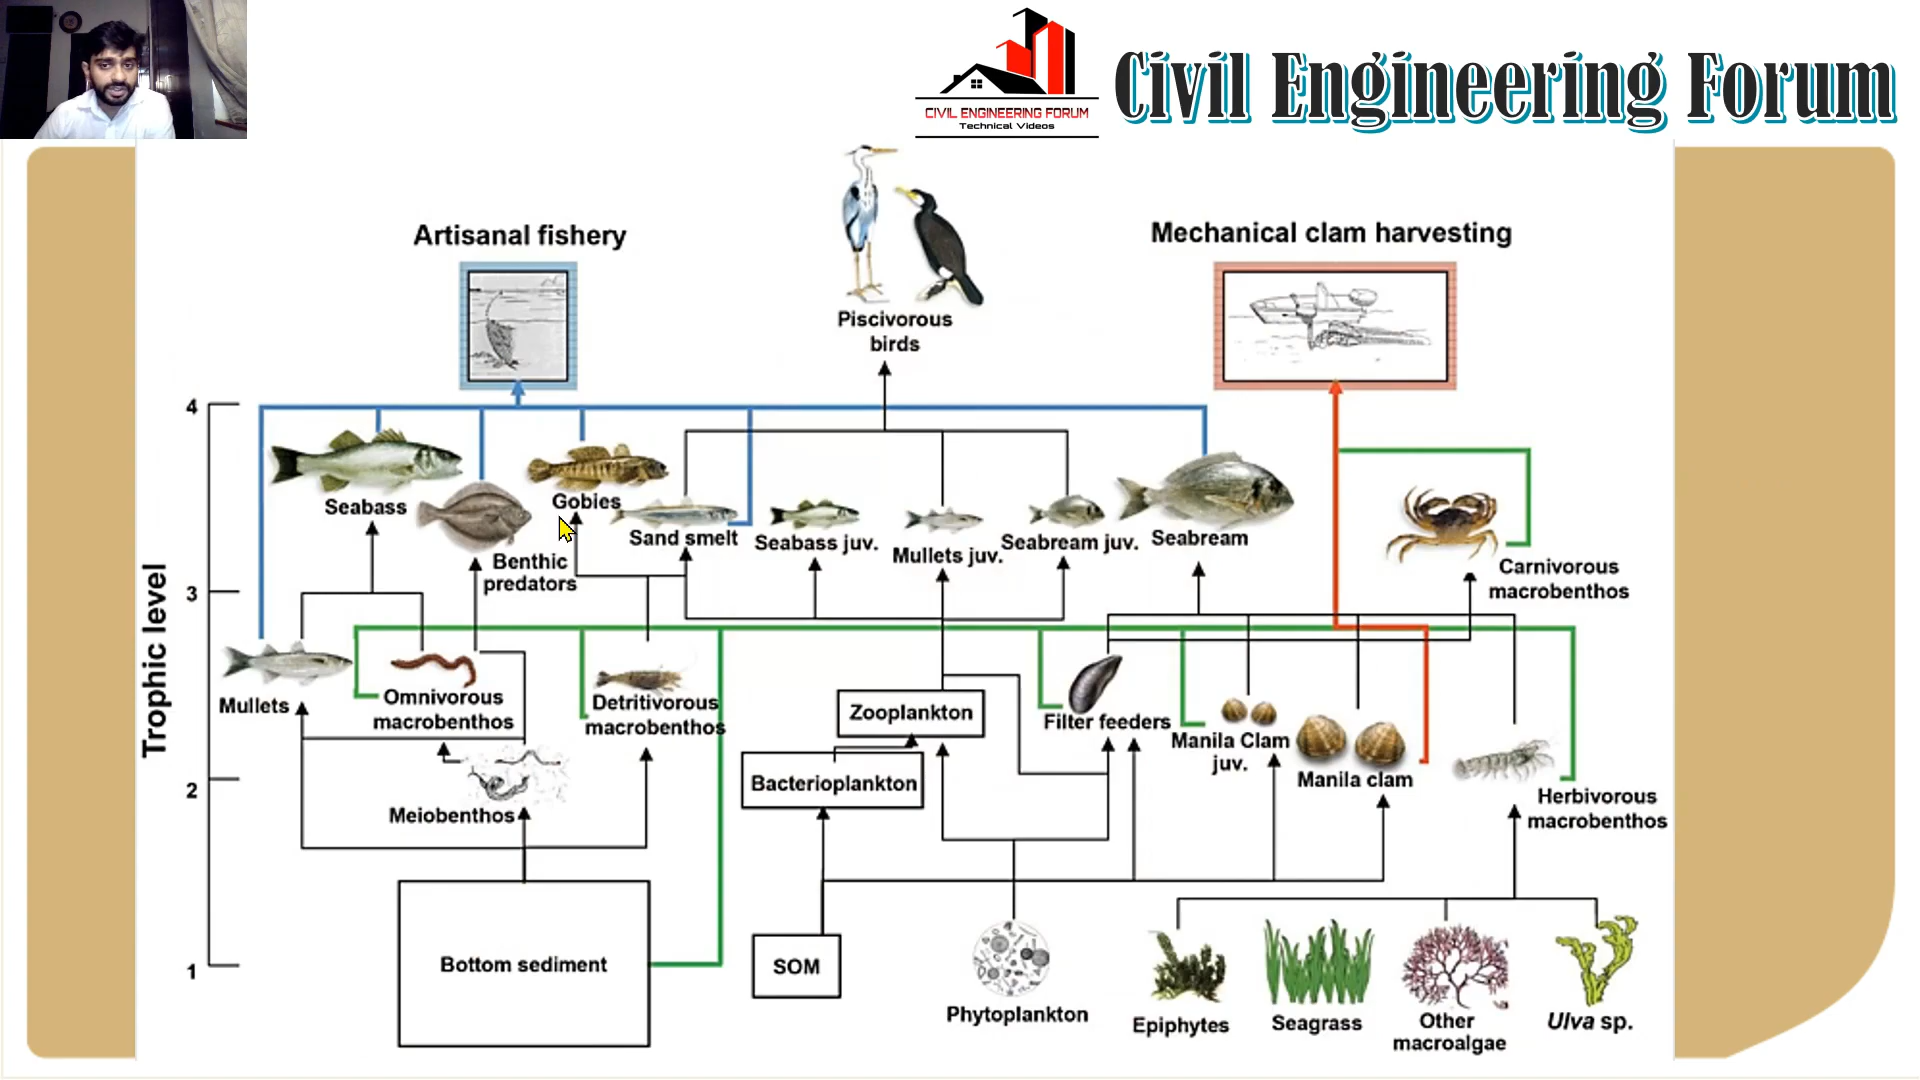 CIVIL ENGINEERING FORUM
Technical Videos
Civil Engineering Forum
Artisanal fishery
Mechanical clam harvesting
Piscivorous
birds
4
Seabass
Gobies
Sand smelt
Seabass juv.
Mullets juv.
Seabream juv.
Seabream
Benthic
predators
Carnivorous
macrobenthos
3
Trophic level
Mullets
Omnivorous
macrobenthos
Detritivorous
macrobenthos
Zooplankton
Filter feeders
Manila Clam
juv.
Manila clam
2
Bacterioplankton
Meiobenthos
Herbivorous
macrobenthos
1
Bottom sediment
SOM
Phytoplankton
Epiphytes
Seagrass
Other
macroalgae
Ulva sp.